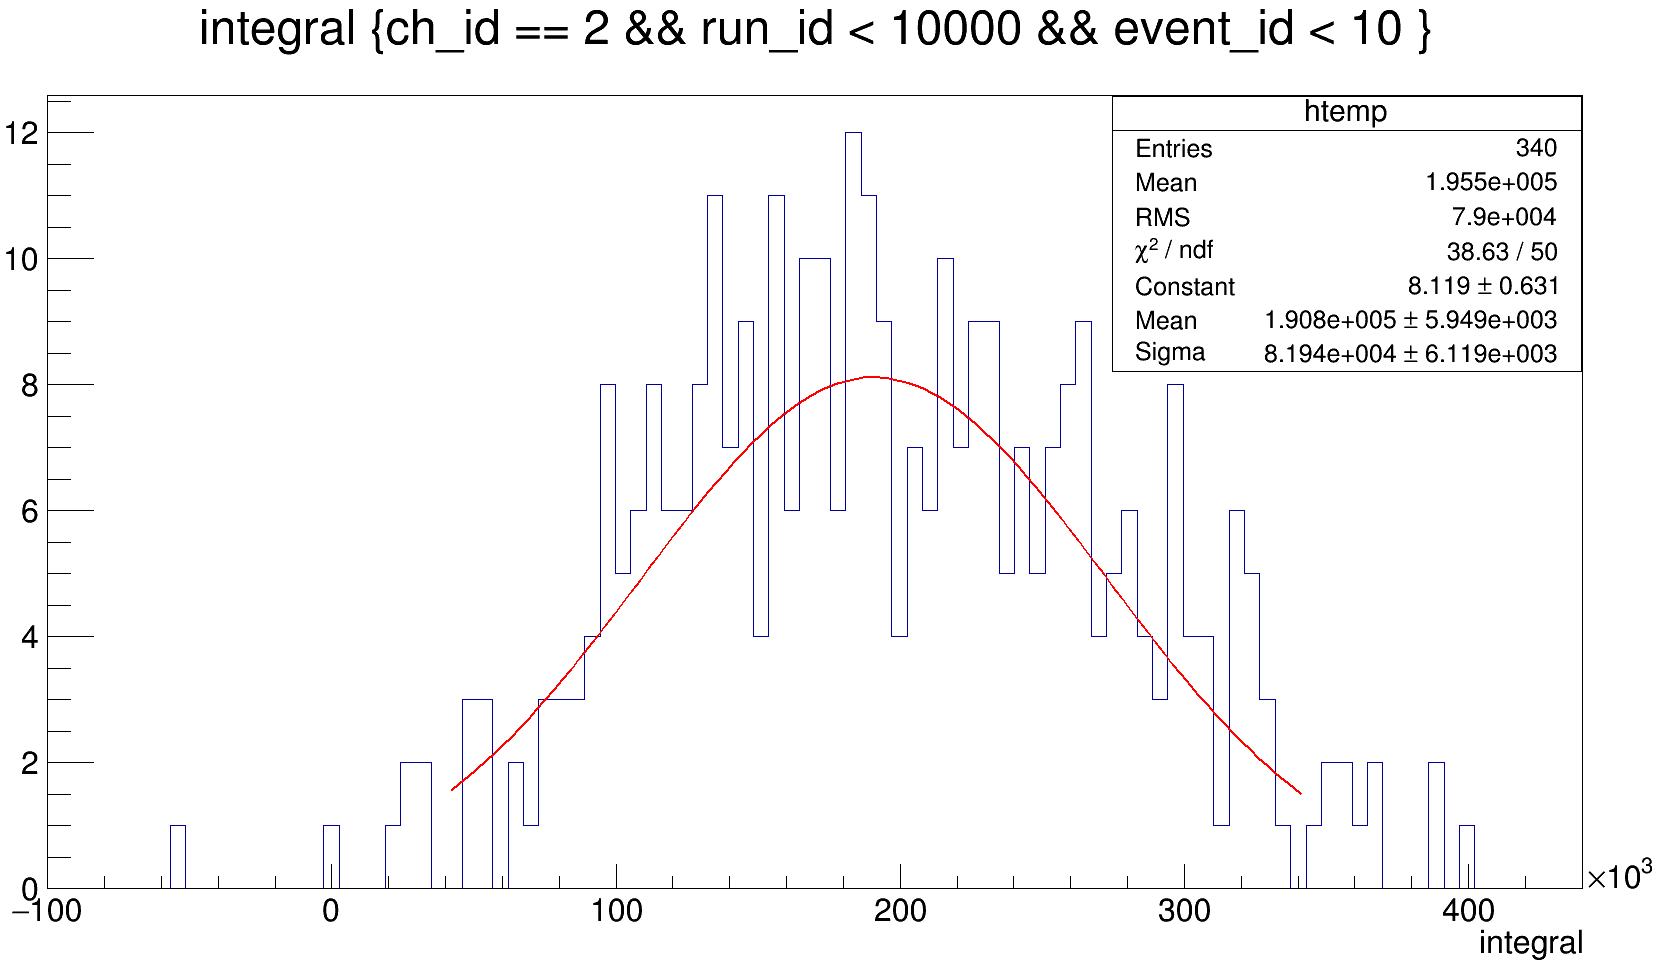 integral {ch_id == 2 && run_id < 10000 && event_id < 10 }
htemp
Entries 340
Mean 1.955e+005
RMS 7.9e+004
χ² / ndf 38.63 / 50
Constant 8.119 ± 0.631
Mean 1.908e+005 ± 5.949e+003
Sigma 8.194e+004 ± 6.119e+003
12
10
8
6
4
2
0
−100 0 100 200 300 400
×10³
integral